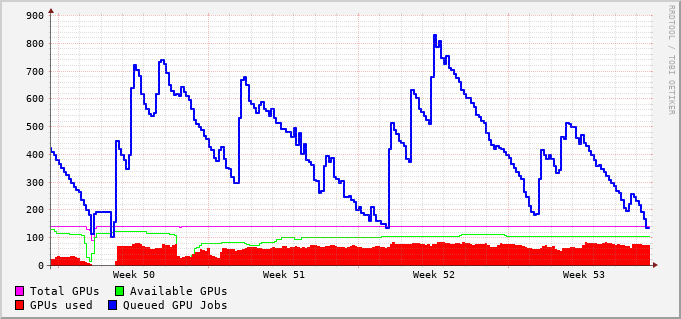 900
800
700
600
500
400
300
200
100
0
Week 50 Week 51 Week 52 Week 53
Total GPUs Available GPUs
GPUs used Queued GPU Jobs
RRDTOOL / TOBI OETIKER